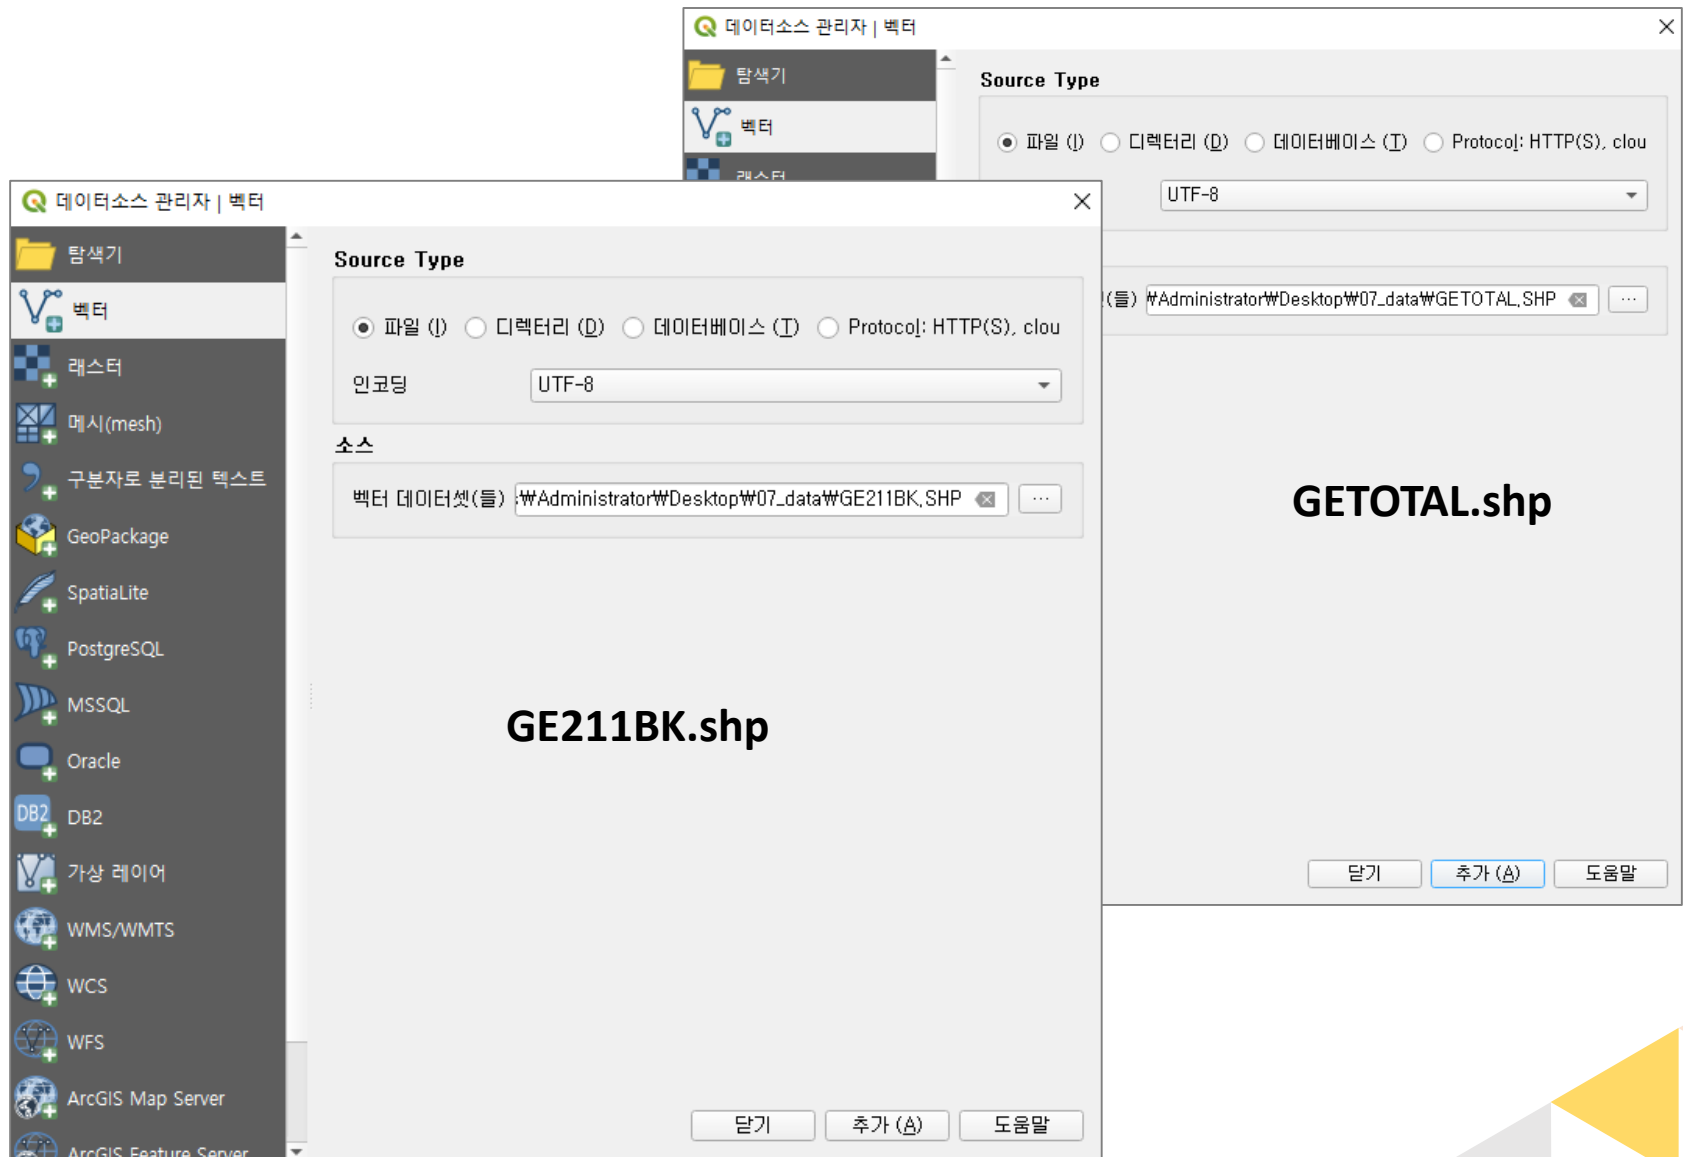 데이터소스 관리자 | 벡터
탐색기
벡터
래스터
Source Type
파일 (I) 디렉터리 (D) 데이터베이스 (T) Protocol: HTTP(S), clou
UTF-8
(들) ₩Administrator₩Desktop₩07_data₩GETOTAL.SHP ...
GETOTAL.shp
닫기 추가 (A) 도움말
데이터소스 관리자 | 벡터
탐색기
벡터
래스터
메시(mesh)
구분자로 분리된 텍스트
GeoPackage
SpatiaLite
PostgreSQL
MSSQL
Oracle
DB2 DB2
가상 레이어
WMS/WMTS
WCS
WFS
ArcGIS Map Server
ArcGIS Feature Server
Source Type
파일 (I) 디렉터리 (D) 데이터베이스 (T) Protocol: HTTP(S), clou
인코딩 UTF-8
소스
벡터 데이터셋(들) ₩Administrator₩Desktop₩07_data₩GE211BK.SHP ...
GE211BK.shp
닫기 추가 (A) 도움말